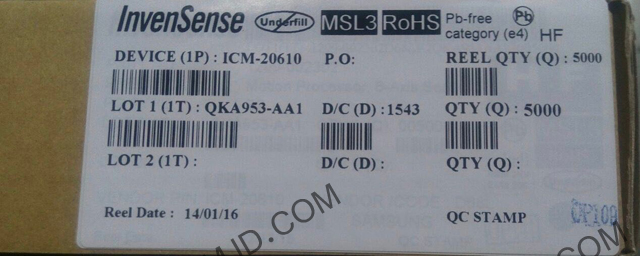 InvenSense Underfill MSL3 RoHS Pb-free category (e4) Pb HF
DEVICE (1P) : ICM-20610 P.O: REEL QTY (Q) : 5000
LOT 1 (1T) : QKA953-AA1 D/C (D) : 1543 QTY (Q) : 5000
LOT 2 (1T) : D/C (D) : QTY (Q) :
Reel Date : 14/01/16 QC STAMP